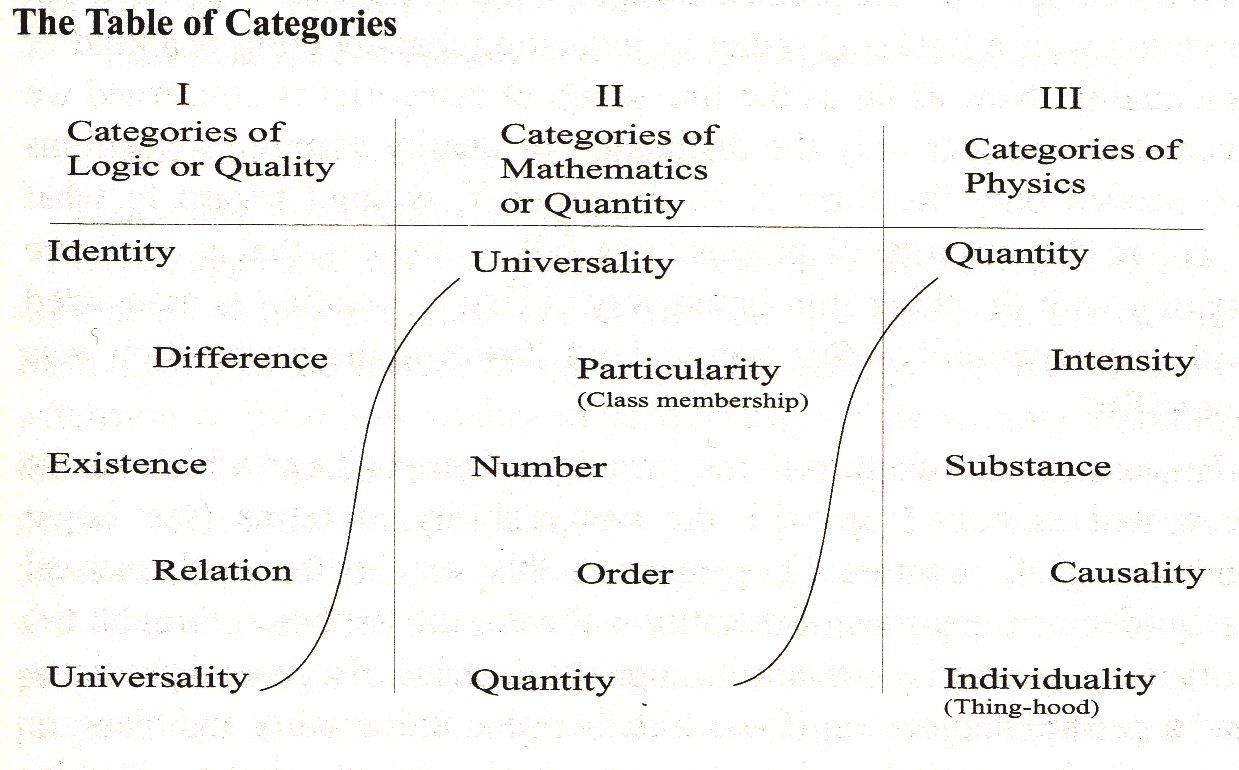 The Table of Categories
I
Categories of
Logic or Quality
Identity
Difference
Existence
Relation
Universality
II
Categories of
Mathematics
or Quantity
Universality
Particularity
(Class membership)
Number
Order
Quantity
III
Categories of
Physics
Quantity
Intensity
Substance
Causality
Individuality
(Thing-hood)